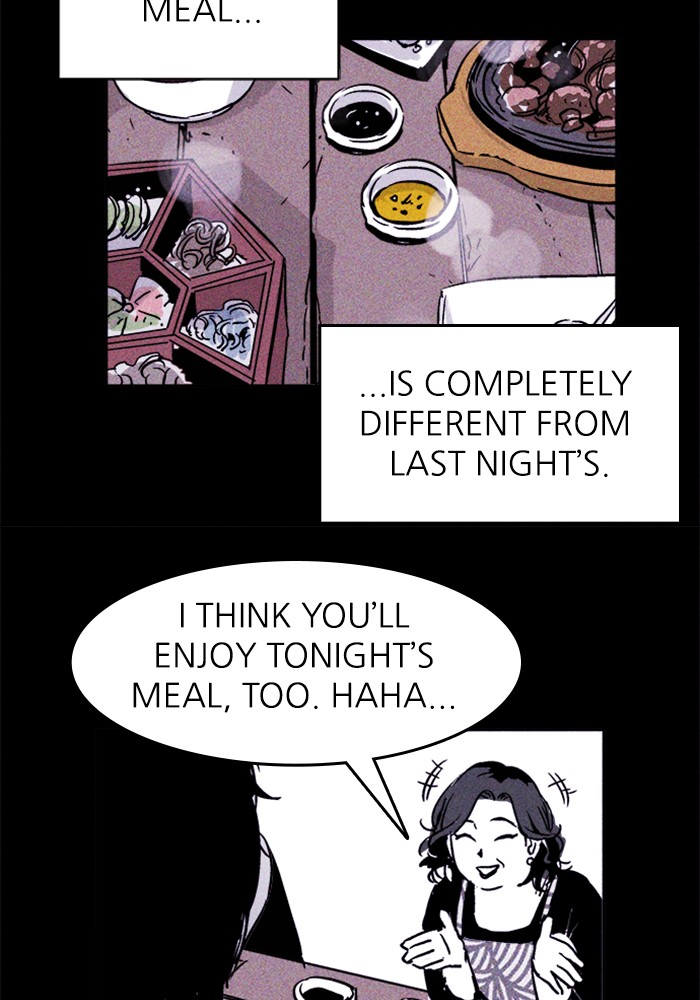 MEAL...
...IS COMPLETELY
DIFFERENT FROM
LAST NIGHT'S.
I THINK YOU'LL
ENJOY TONIGHT'S
MEAL, TOO. HAHA...